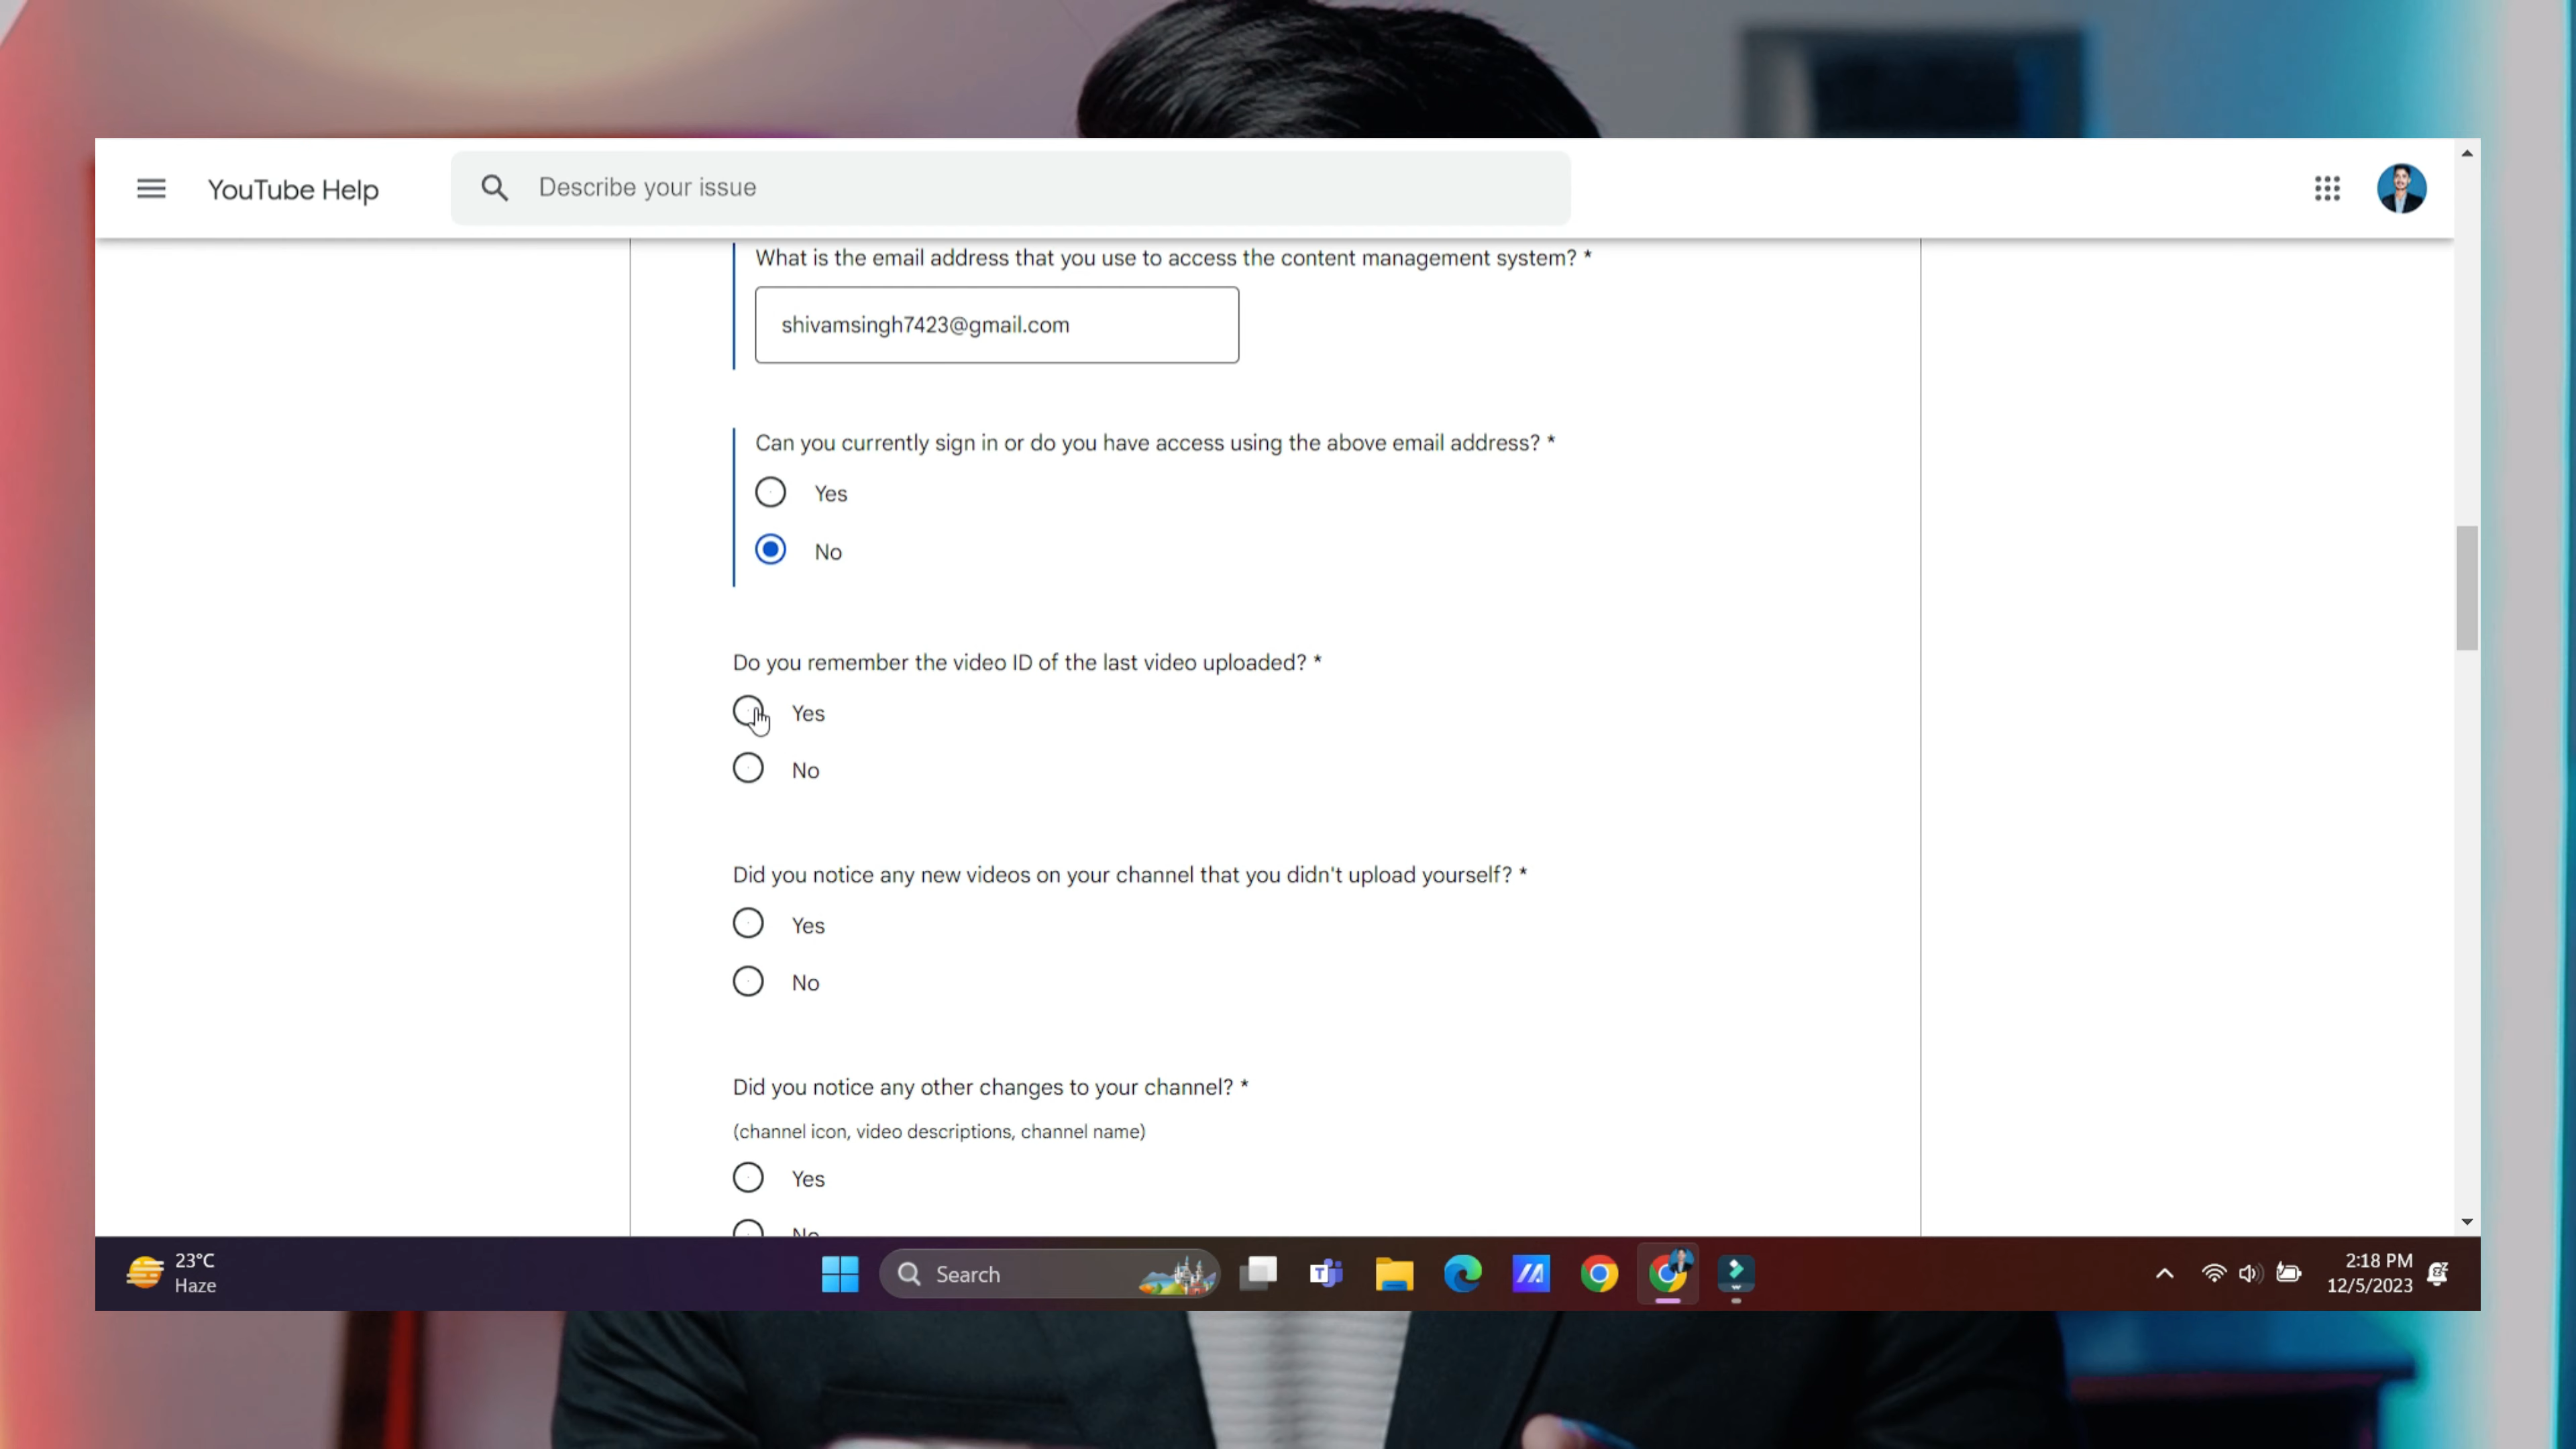 YouTube Help
Describe your issue
What is the email address that you use to access the content management system? *
shivamsingh7423@gmail.com
Can you currently sign in or do you have access using the above email address? *
Yes
No
Do you remember the video ID of the last video uploaded? *
Yes
No
Did you notice any new videos on your channel that you didn't upload yourself? *
Yes
No
Did you notice any other changes to your channel? *
(channel icon, video descriptions, channel name)
Yes
No
23°C
Haze
Search
2:18 PM
12/5/2023